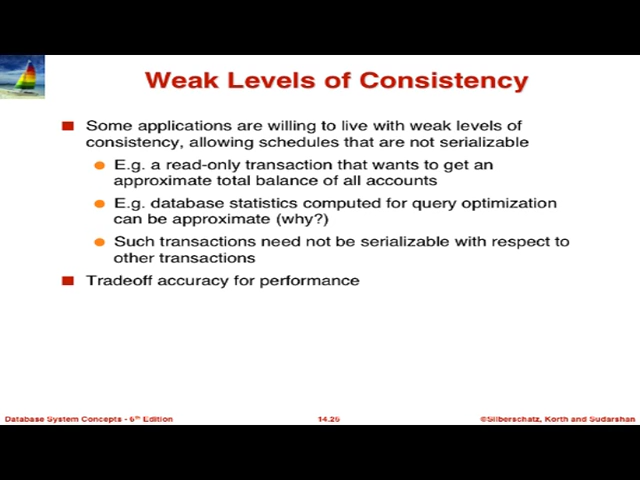 Weak Levels of Consistency
Some applications are willing to live with weak levels of
consistency, allowing schedules that are not serializable
E.g. a read-only transaction that wants to get an
approximate total balance of all accounts
E.g. database statistics computed for query optimization
can be approximate (why?)
Such transactions need not be serializable with respect to
other transactions
Tradeoff accuracy for performance
Database System Concepts - 6th Edition
14.25
©Silberschatz, Korth and Sudarshan